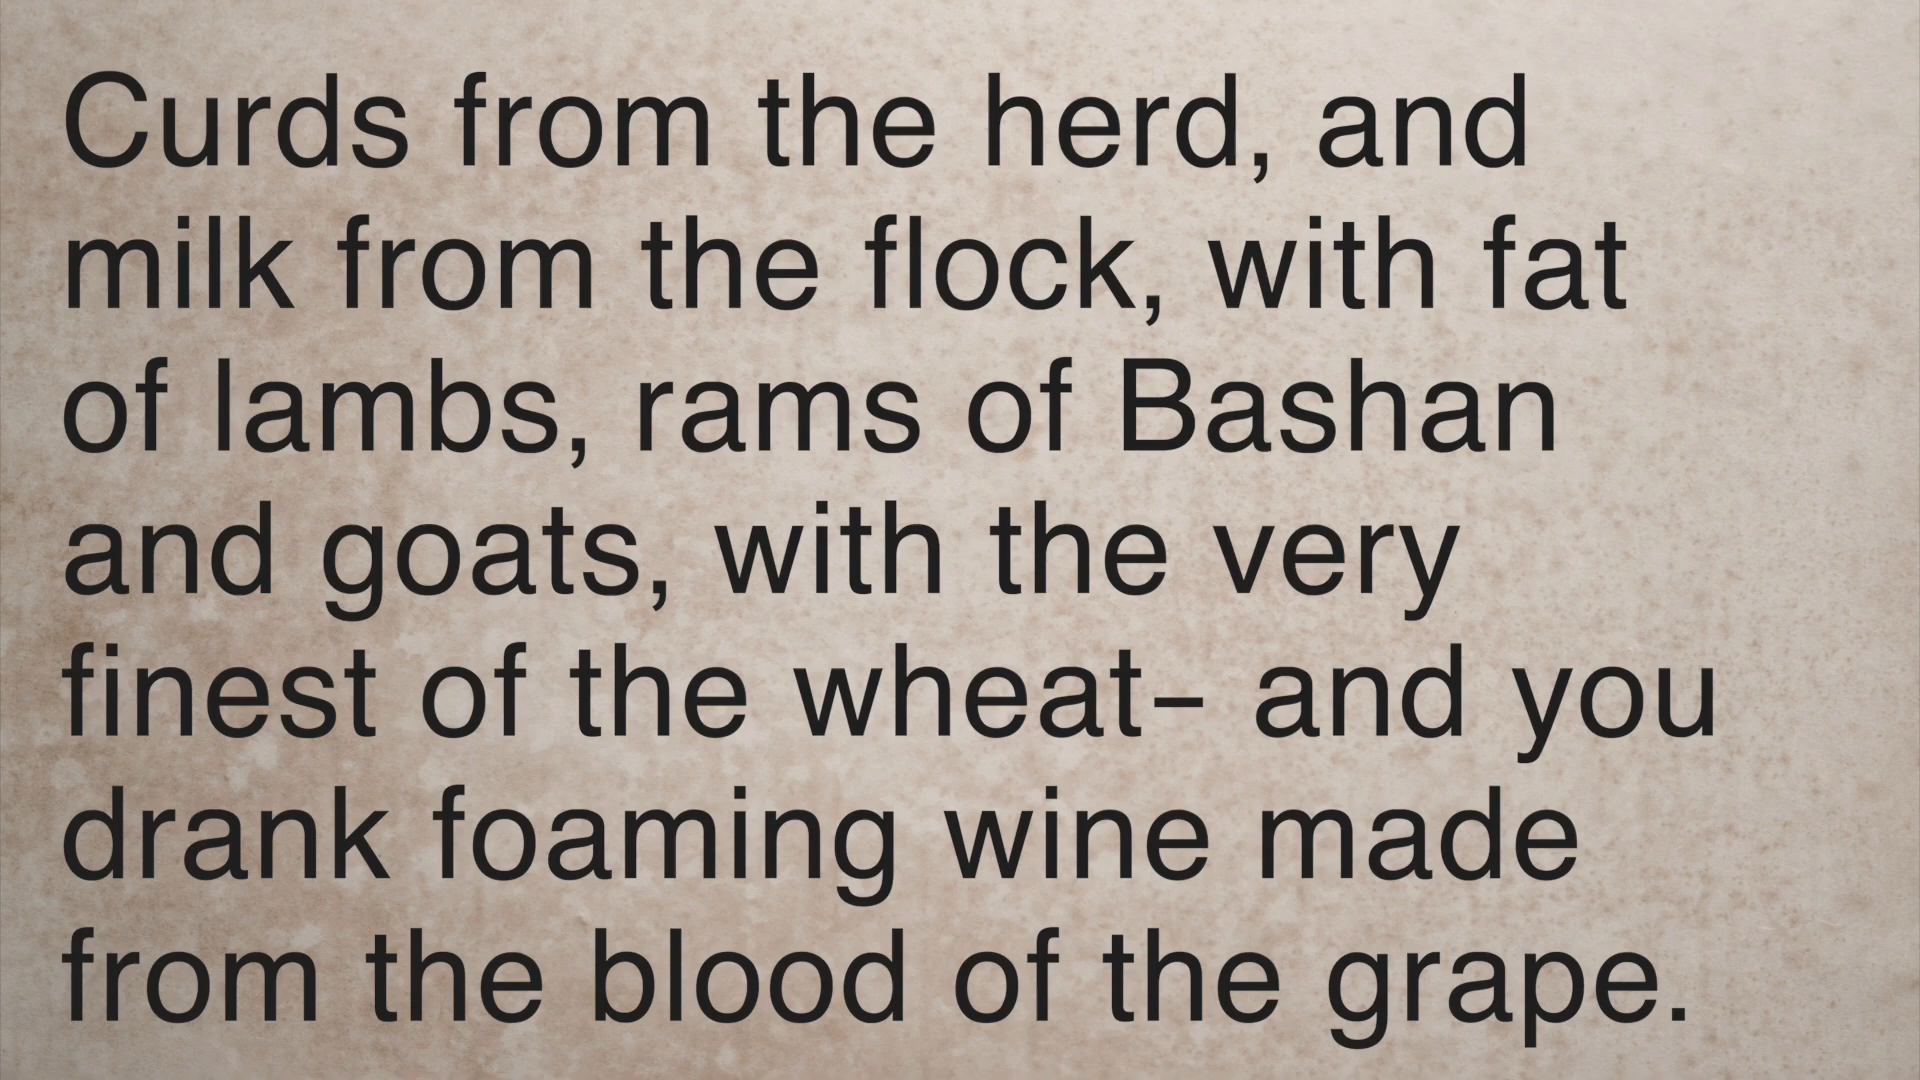 Curds from the herd, and
milk from the flock, with fat
of lambs, rams of Bashan
and goats, with the very
finest of the wheat– and you
drank foaming wine made
from the blood of the grape.